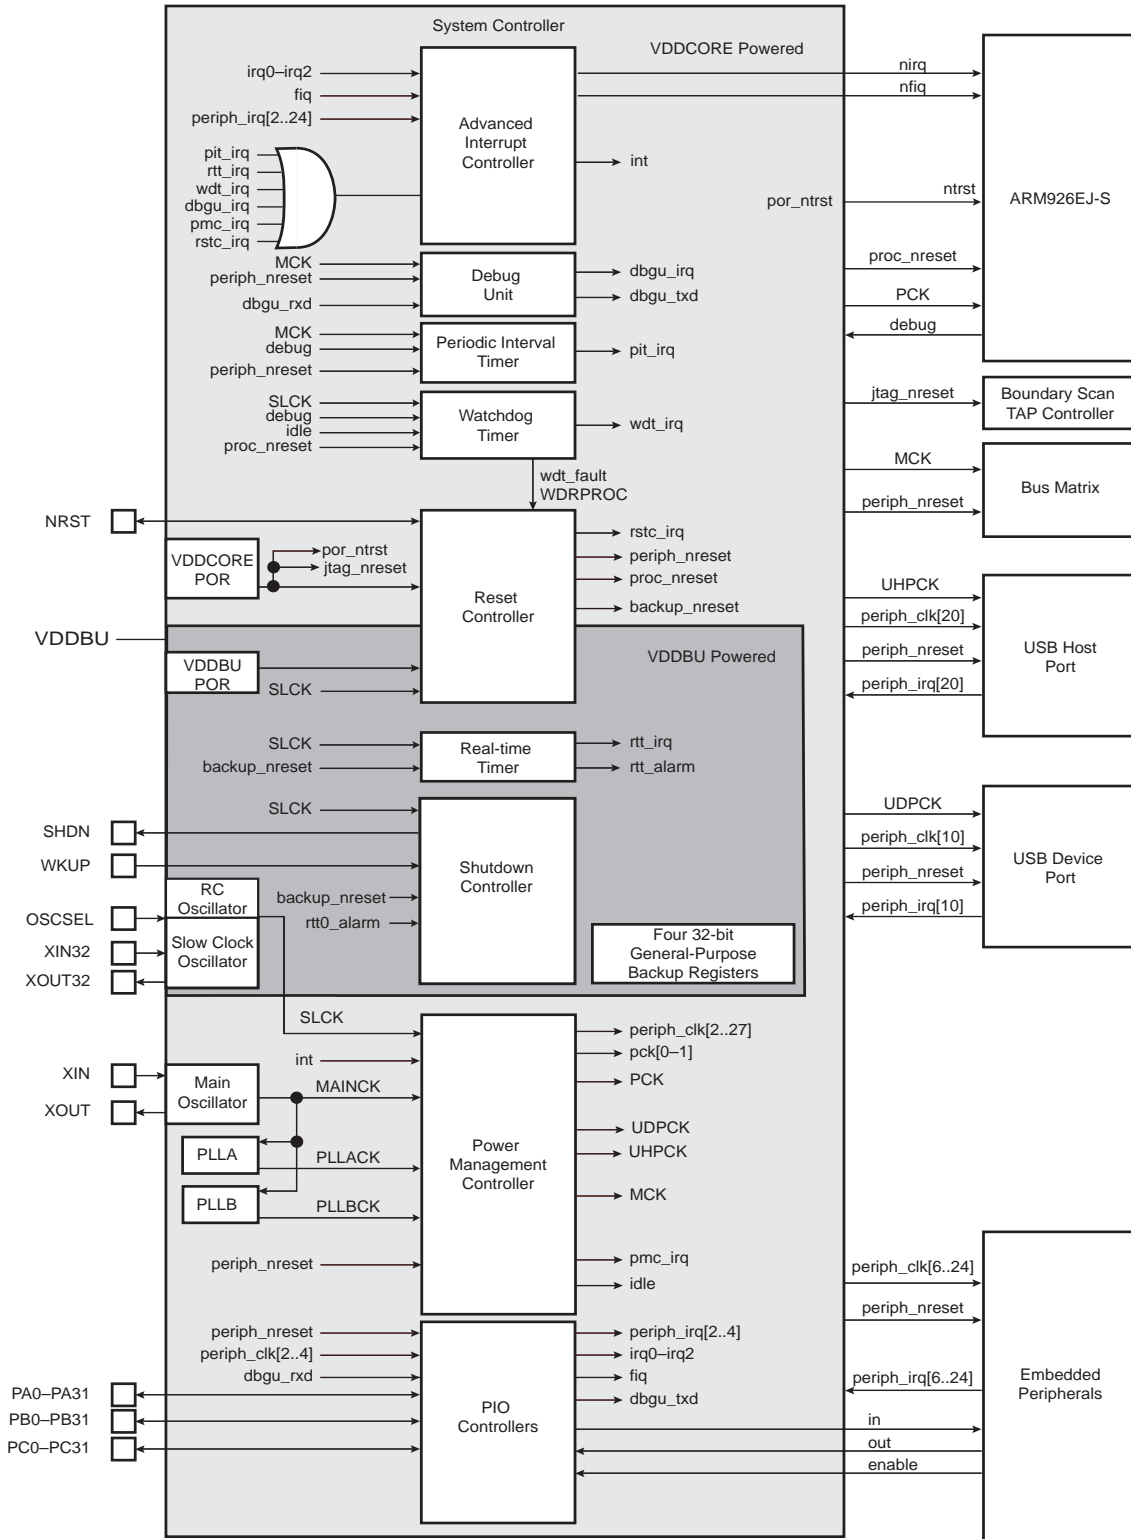 System Controller
VDDCORE Powered
irq0–irq2
fiq
periph_irq[2..24]
pit_irq
rtt_irq
wdt_irq
dbgu_irq
pmc_irq
rstc_irq
Advanced
Interrupt
Controller
int
nirq
nfiq
por_ntrst
ntrst
ARM926EJ-S
proc_nreset
PCK
debug
MCK
periph_nreset
dbgu_rxd
Debug
Unit
dbgu_irq
dbgu_txd
MCK
debug
periph_nreset
Periodic Interval
Timer
pit_irq
SLCK
debug
idle
proc_nreset
Watchdog
Timer
wdt_irq
jtag_nreset
Boundary Scan
TAP Controller
wdt_fault
WDRPROC
MCK
periph_nreset
Bus Matrix
NRST
VDDCORE
POR
por_ntrst
jtag_nreset
Reset
Controller
rstc_irq
periph_nreset
proc_nreset
backup_nreset
VDDBU
VDDBU
POR
SLCK
VDDBU Powered
UHPCK
periph_clk[20]
periph_nreset
periph_irq[20]
USB Host
Port
SLCK
backup_nreset
Real-time
Timer
rtt_irq
rtt_alarm
SLCK
SHDN
WKUP
backup_nreset
rtt0_alarm
Shutdown
Controller
UDPCK
periph_clk[10]
periph_nreset
periph_irq[10]
USB Device
Port
RC
Oscillator
OSCSEL
XIN32
XOUT32
Slow Clock
Oscillator
Four 32-bit
General-Purpose
Backup Registers
SLCK
int
XIN
XOUT
Main
Oscillator
MAINCK
PLLA
PLLACK
PLLB
PLLBCK
periph_nreset
Power
Management
Controller
periph_clk[2..27]
pck[0–1]
PCK
UDPCK
UHPCK
MCK
pmc_irq
idle
periph_nreset
periph_clk[2..4]
dbgu_rxd
PA0–PA31
PB0–PB31
PC0–PC31
PIO
Controllers
periph_irq[2..4]
irq0–irq2
fiq
dbgu_txd
periph_clk[6..24]
periph_nreset
periph_irq[6..24]
in
out
enable
Embedded
Peripherals